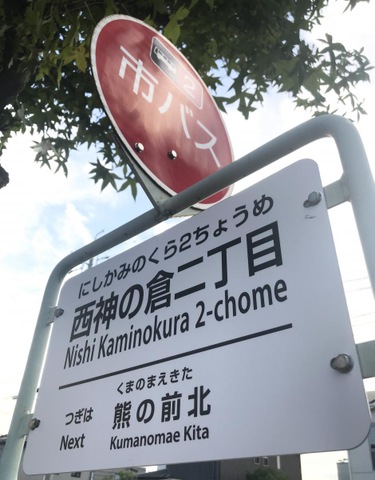 2
市バス
にしかみのくら2ちょうめ
西神の倉二丁目
Nishi Kaminokura 2-chome
くまのまえきた
つぎは 熊の前北
Next Kumanomae Kita